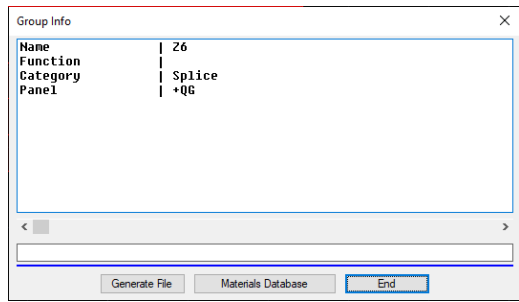 Group Info
Name | Z6
Function |
Category | Splice
Panel | +QG
Generate File Materials Database End